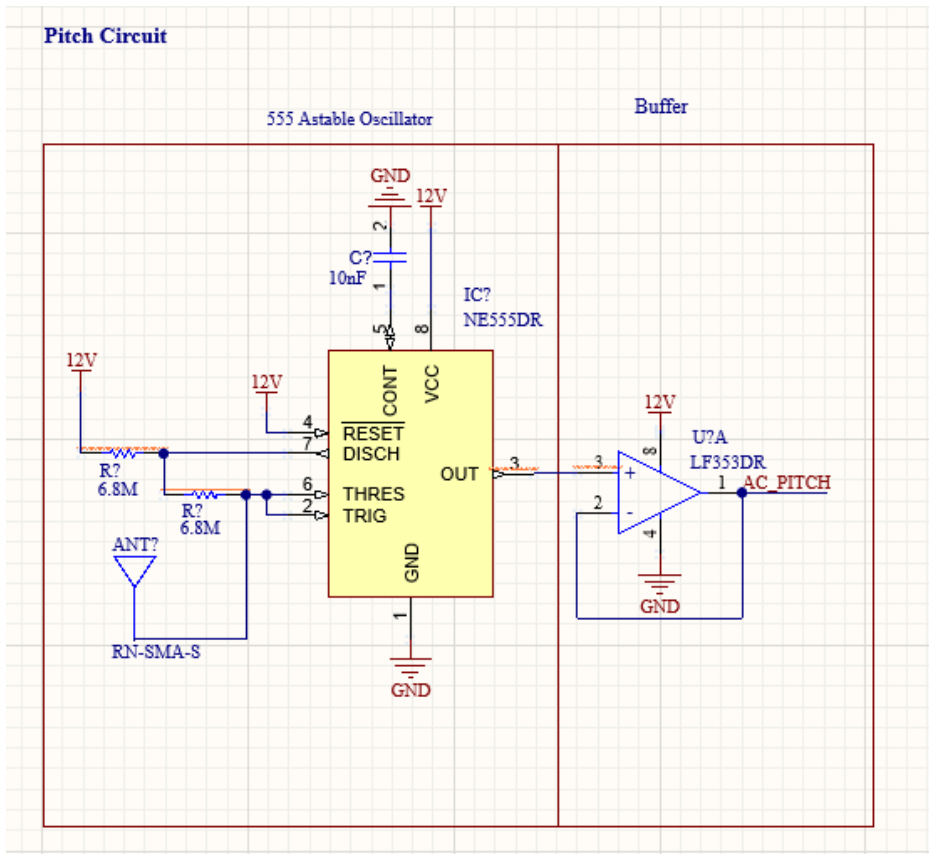 Pitch Circuit
555 Astable Oscillator
Buffer
GND
12V
2
C?
10nF
1
5
8
IC?
NE555DR
12V
12V
CONT
VCC
4
RESET
7
DISCH
R?
6.8M
6
THRES
2
TRIG
R?
6.8M
OUT
3
GND
1
GND
ANT?
RN-SMA-S
12V
8
U?A
LF353DR
3
+
2
-
1
AC_PITCH
4
GND